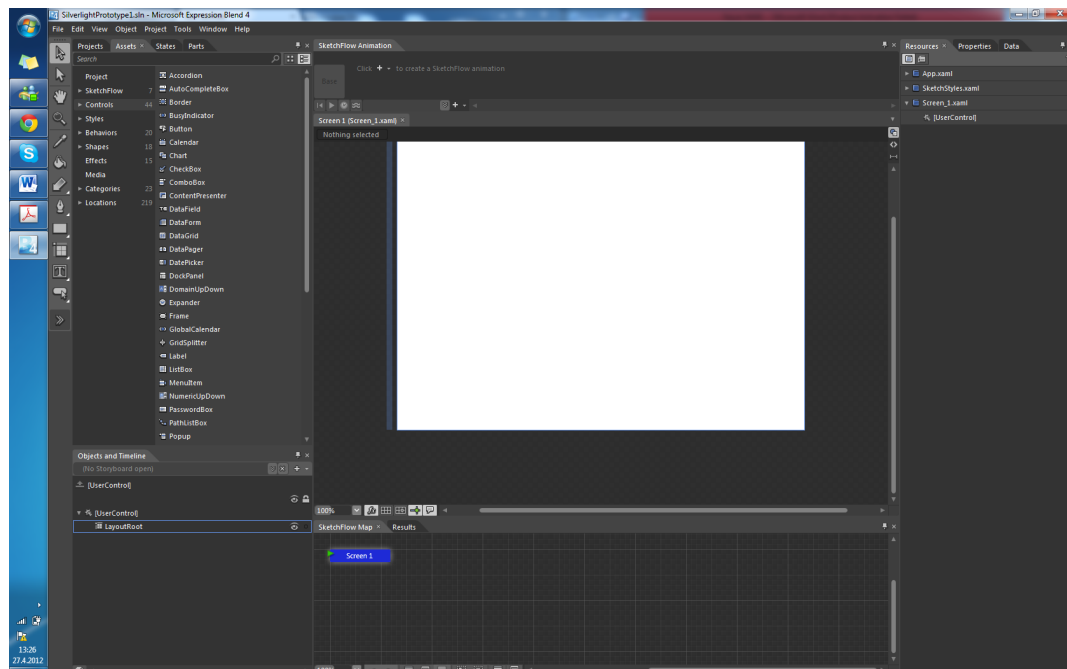 SilverlightPrototype1.sln - Microsoft Expression Blend 4
File Edit View Object Project Tools Window Help
Projects Assets × States Parts
Search
Project
SketchFlow 7
Controls 44
Styles
Behaviors 20
Shapes 18
Effects 15
Media
Categories 23
Locations 219
Accordion
AutoCompleteBox
Border
BusyIndicator
Button
Calendar
Chart
CheckBox
ComboBox
ContentPresenter
DataField
DataForm
DataGrid
DataPager
DatePicker
DockPanel
DomainUpDown
Expander
Frame
GlobalCalendar
GridSplitter
Label
ListBox
MenuItem
NumericUpDown
PasswordBox
PathListBox
Popup
Objects and Timeline
(No Storyboard open)
[UserControl]
[UserControl]
LayoutRoot
SketchFlow Animation
Click + - to create a SketchFlow animation
Save
Screen 1 (Screen_1.xaml) ×
Nothing selected
100%
SketchFlow Map × Results
Screen 1
100%
Resources × Properties Data
App.xaml
SketchStyles.xaml
Screen_1.xaml
[UserControl]
13:26
27.4.2012